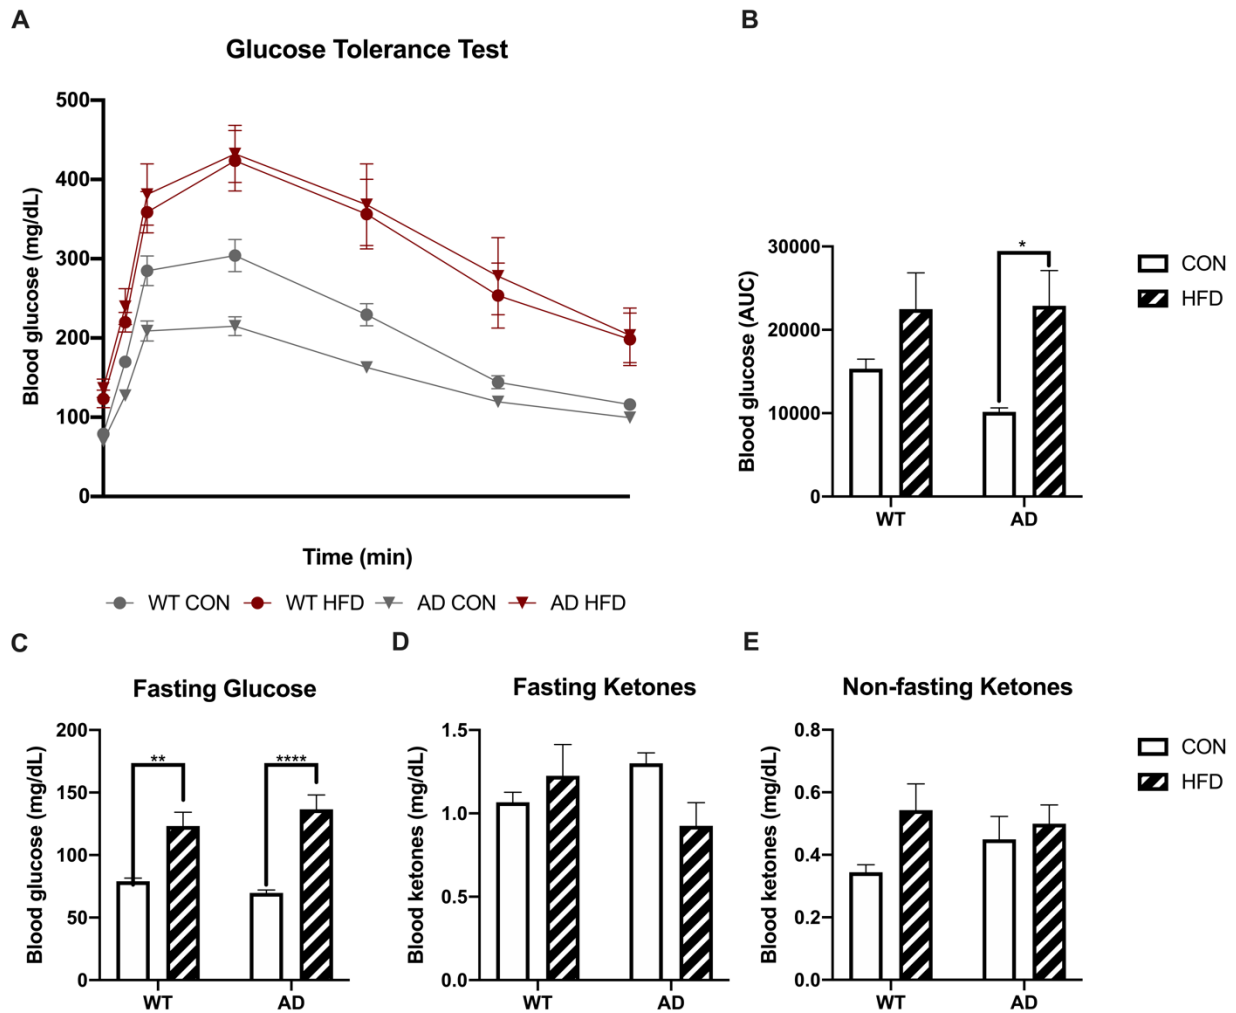 A
Glucose Tolerance Test
Blood glucose (mg/dL)
500
400
300
200
100
0
Time (min)
WT CON
WT HFD
AD CON
AD HFD
B
Blood glucose (AUC)
30000
20000
10000
0
*
WT
AD
CON
HFD
C
Fasting Glucose
Blood glucose (mg/dL)
200
150
100
50
0
**
****
WT
AD
D
Fasting Ketones
Blood ketones (mg/dL)
1.5
1.0
0.5
0.0
WT
AD
E
Non-fasting Ketones
Blood ketones (mg/dL)
0.8
0.6
0.4
0.2
0.0
WT
AD
CON
HFD